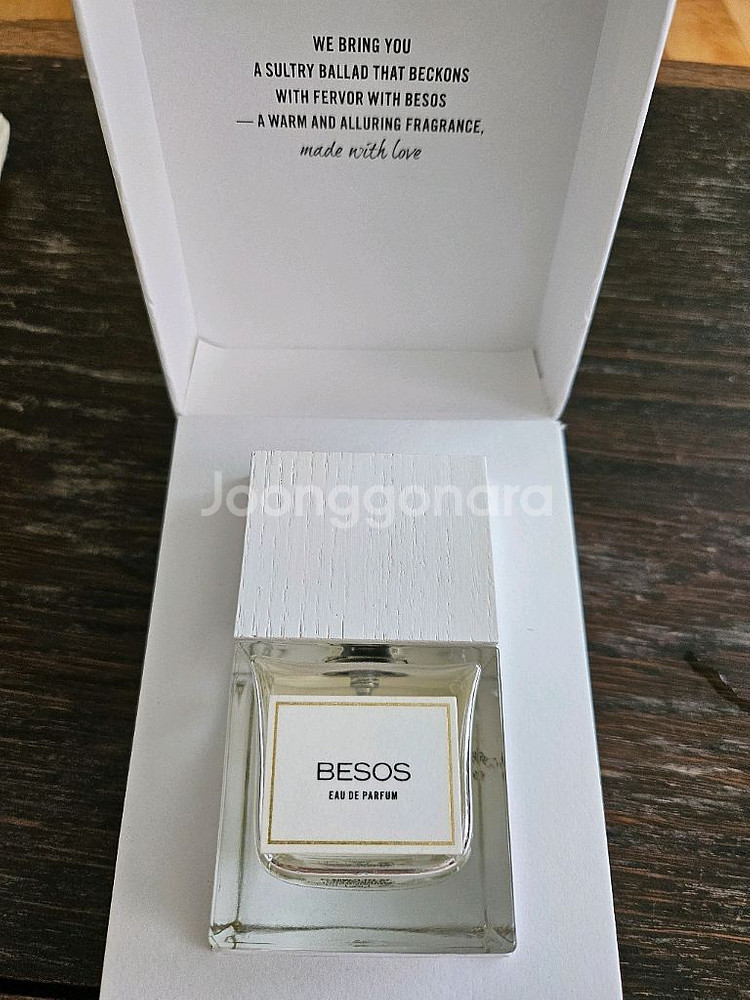 WE BRING YOU
A SULTRY BALLAD THAT BECKONS
WITH FERVOR WITH BESOS
— A WARM AND ALLURING FRAGRANCE,
made with love
Joonggonara
BESOS
EAU DE PARFUM